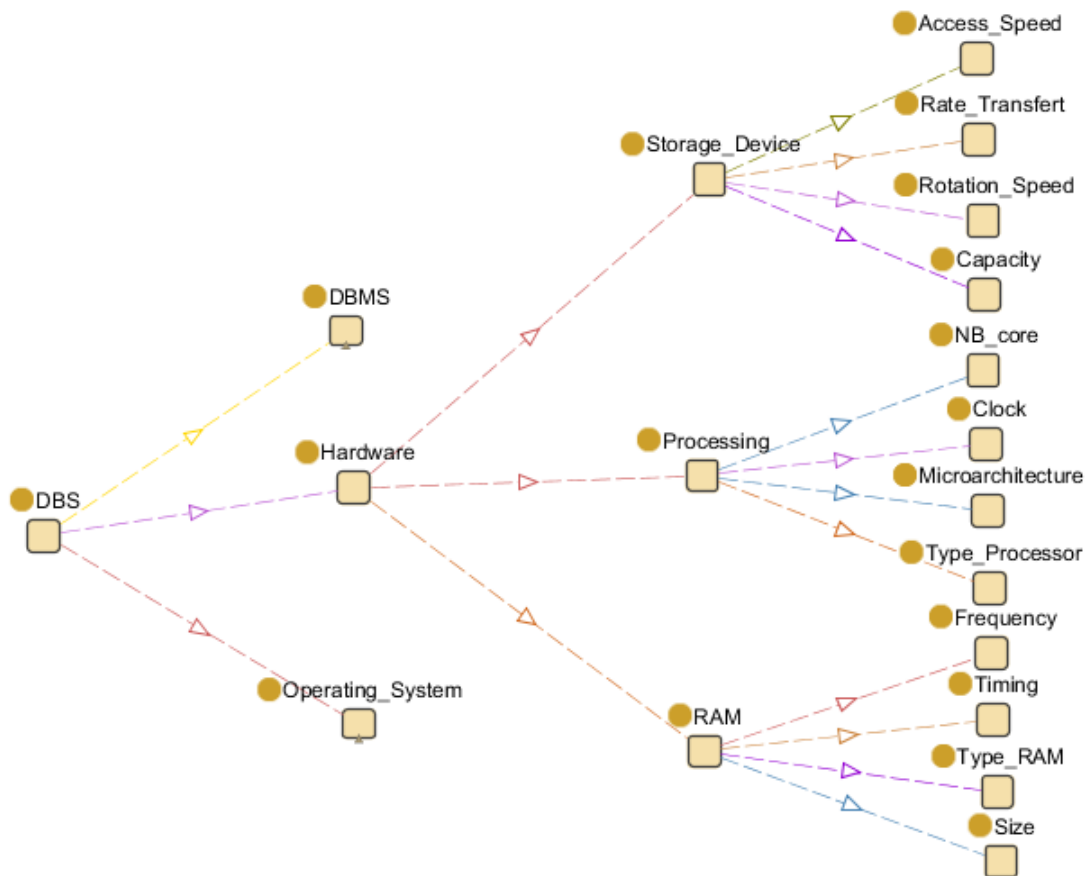 Access_Speed
Rate_Transfert
Storage_Device
Rotation_Speed
Capacity
DBMS
NB_core
Clock
Hardware
Processing
Microarchitecture
DBS
Type_Processor
Frequency
Operating_System
Timing
RAM
Type_RAM
Size